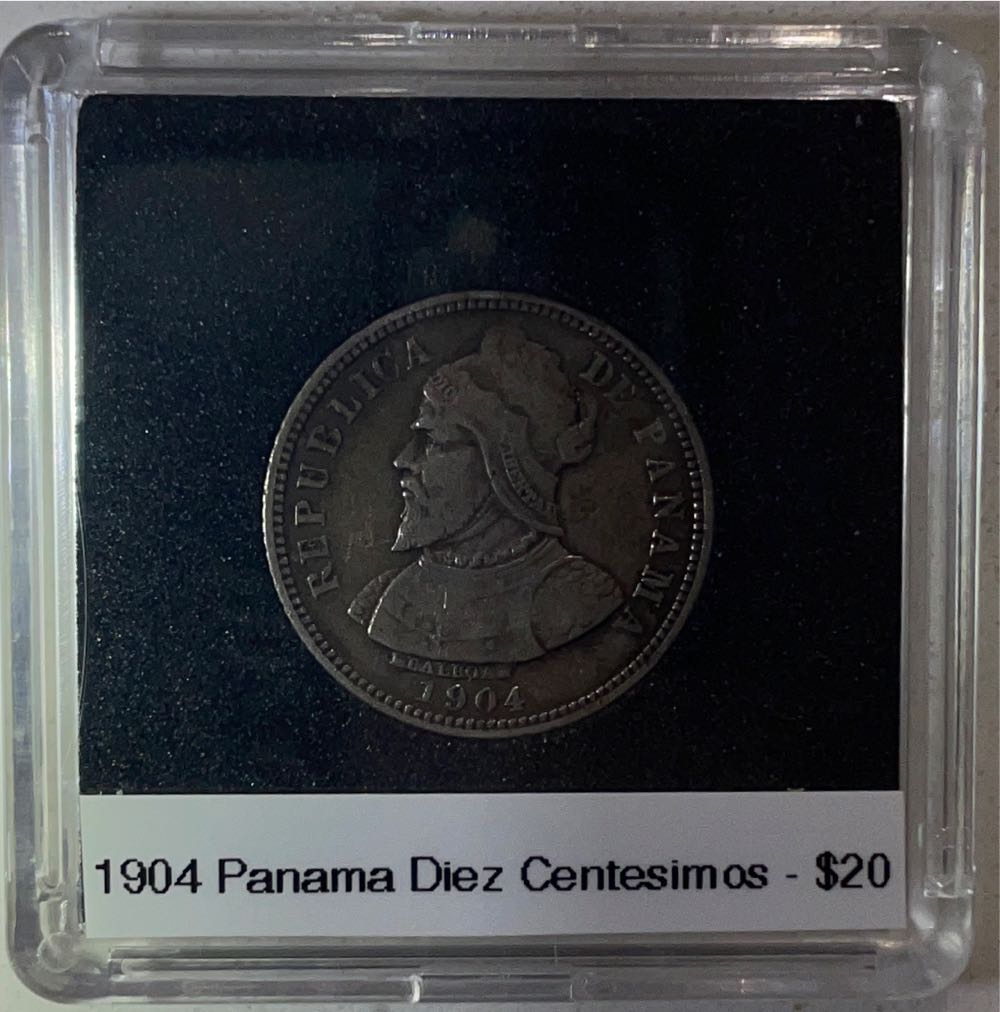 REPUBLICA DE PANAMA
BALBOA
1904
1904 Panama Diez Centesimos - $20